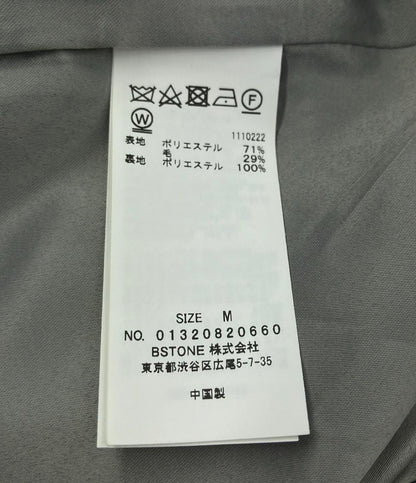 F
W
1110222
表地 ポリエステル 71%
毛 29%
裏地 ポリエステル 100%
SIZE M
NO. 01320820660
BSTONE 株式会社
東京都渋谷区広尾5-7-35
中国製